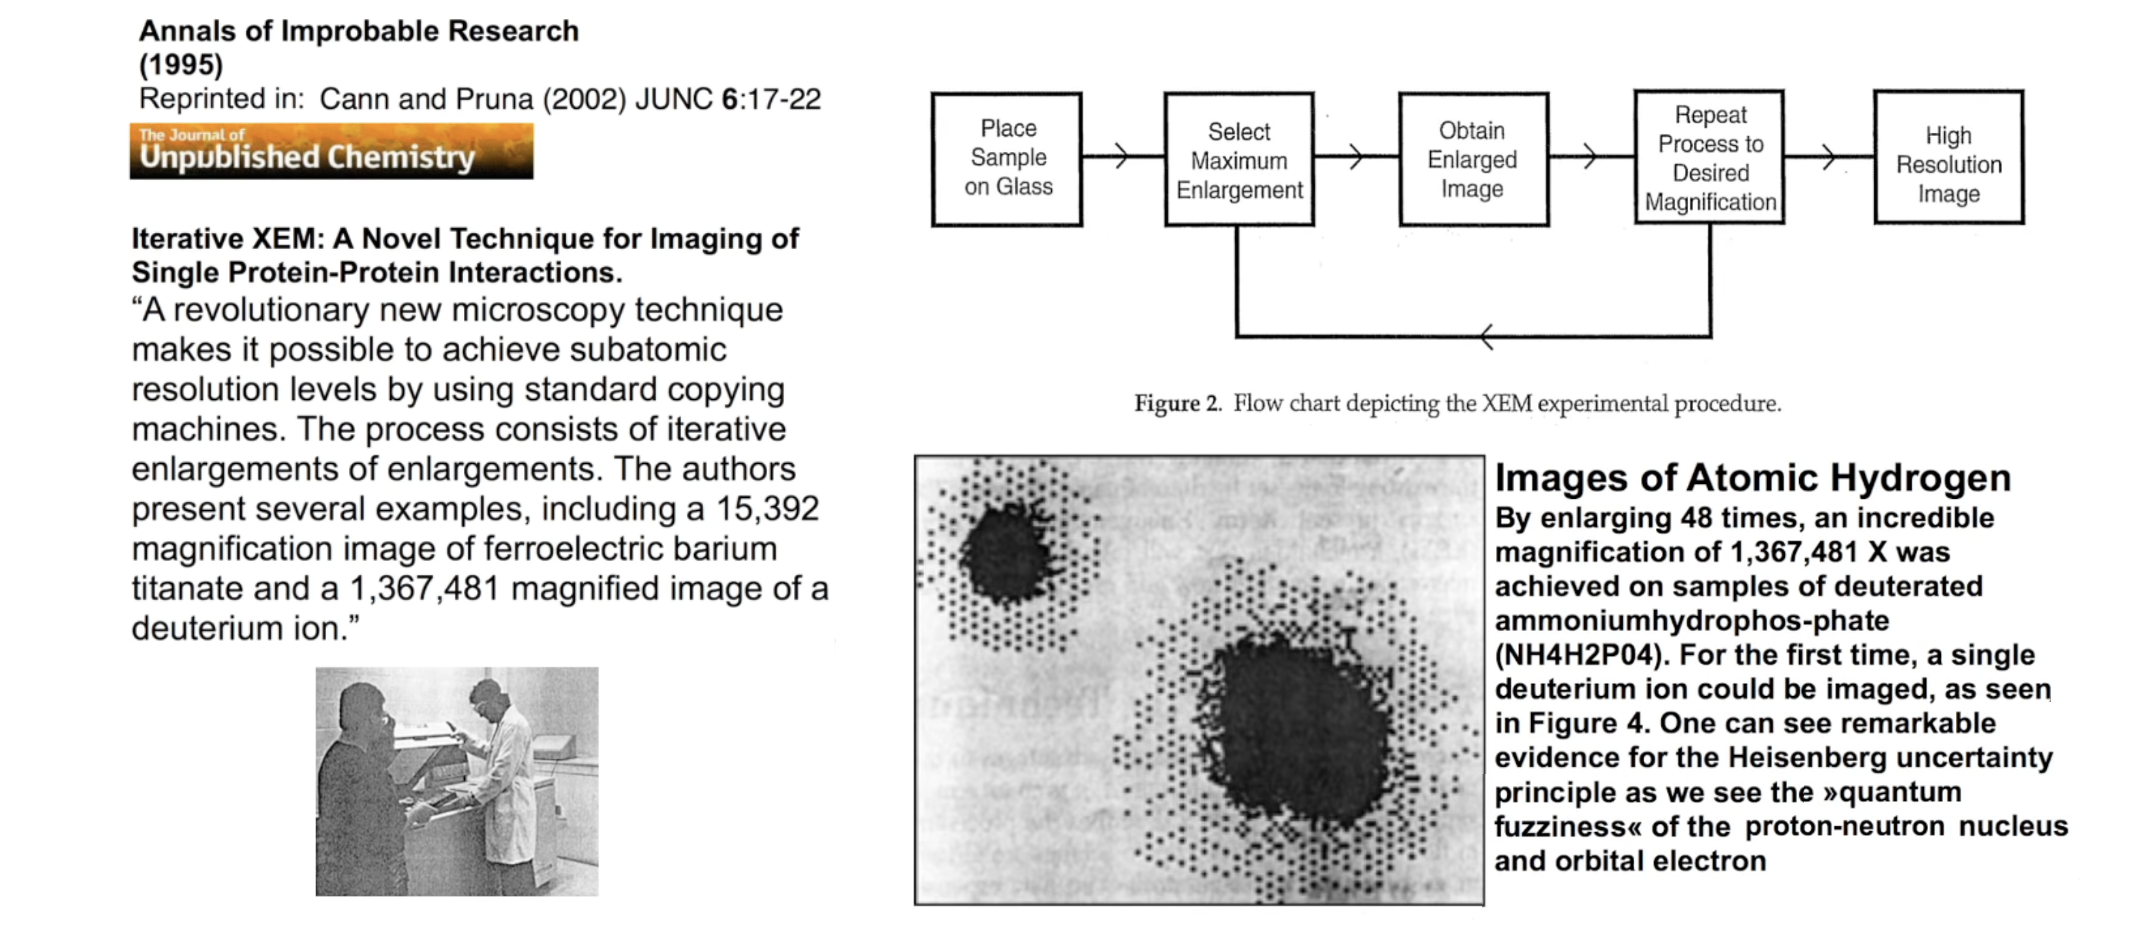 Annals of Improbable Research
(1995)
Reprinted in: Cann and Pruna (2002) JUNC 6:17-22
The Journal of
Unpublished Chemistry
Iterative XEM: A Novel Technique for Imaging of
Single Protein-Protein Interactions.
“A revolutionary new microscopy technique
makes it possible to achieve subatomic
resolution levels by using standard copying
machines. The process consists of iterative
enlargements of enlargements. The authors
present several examples, including a 15,392
magnification image of ferroelectric barium
titanate and a 1,367,481 magnified image of a
deuterium ion.”
Place
Sample
on Glass
Select
Maximum
Enlargement
Obtain
Enlarged
Image
Repeat
Process to
Desired
Magnification
High
Resolution
Image
Figure 2. Flow chart depicting the XEM experimental procedure.
Images of Atomic Hydrogen
By enlarging 48 times, an incredible
magnification of 1,367,481 X was
achieved on samples of deuterated
ammoniumhydrophos-phate
(NH4H2P04). For the first time, a single
deuterium ion could be imaged, as seen
in Figure 4. One can see remarkable
evidence for the Heisenberg uncertainty
principle as we see the »quantum
fuzziness« of the proton-neutron nucleus
and orbital electron